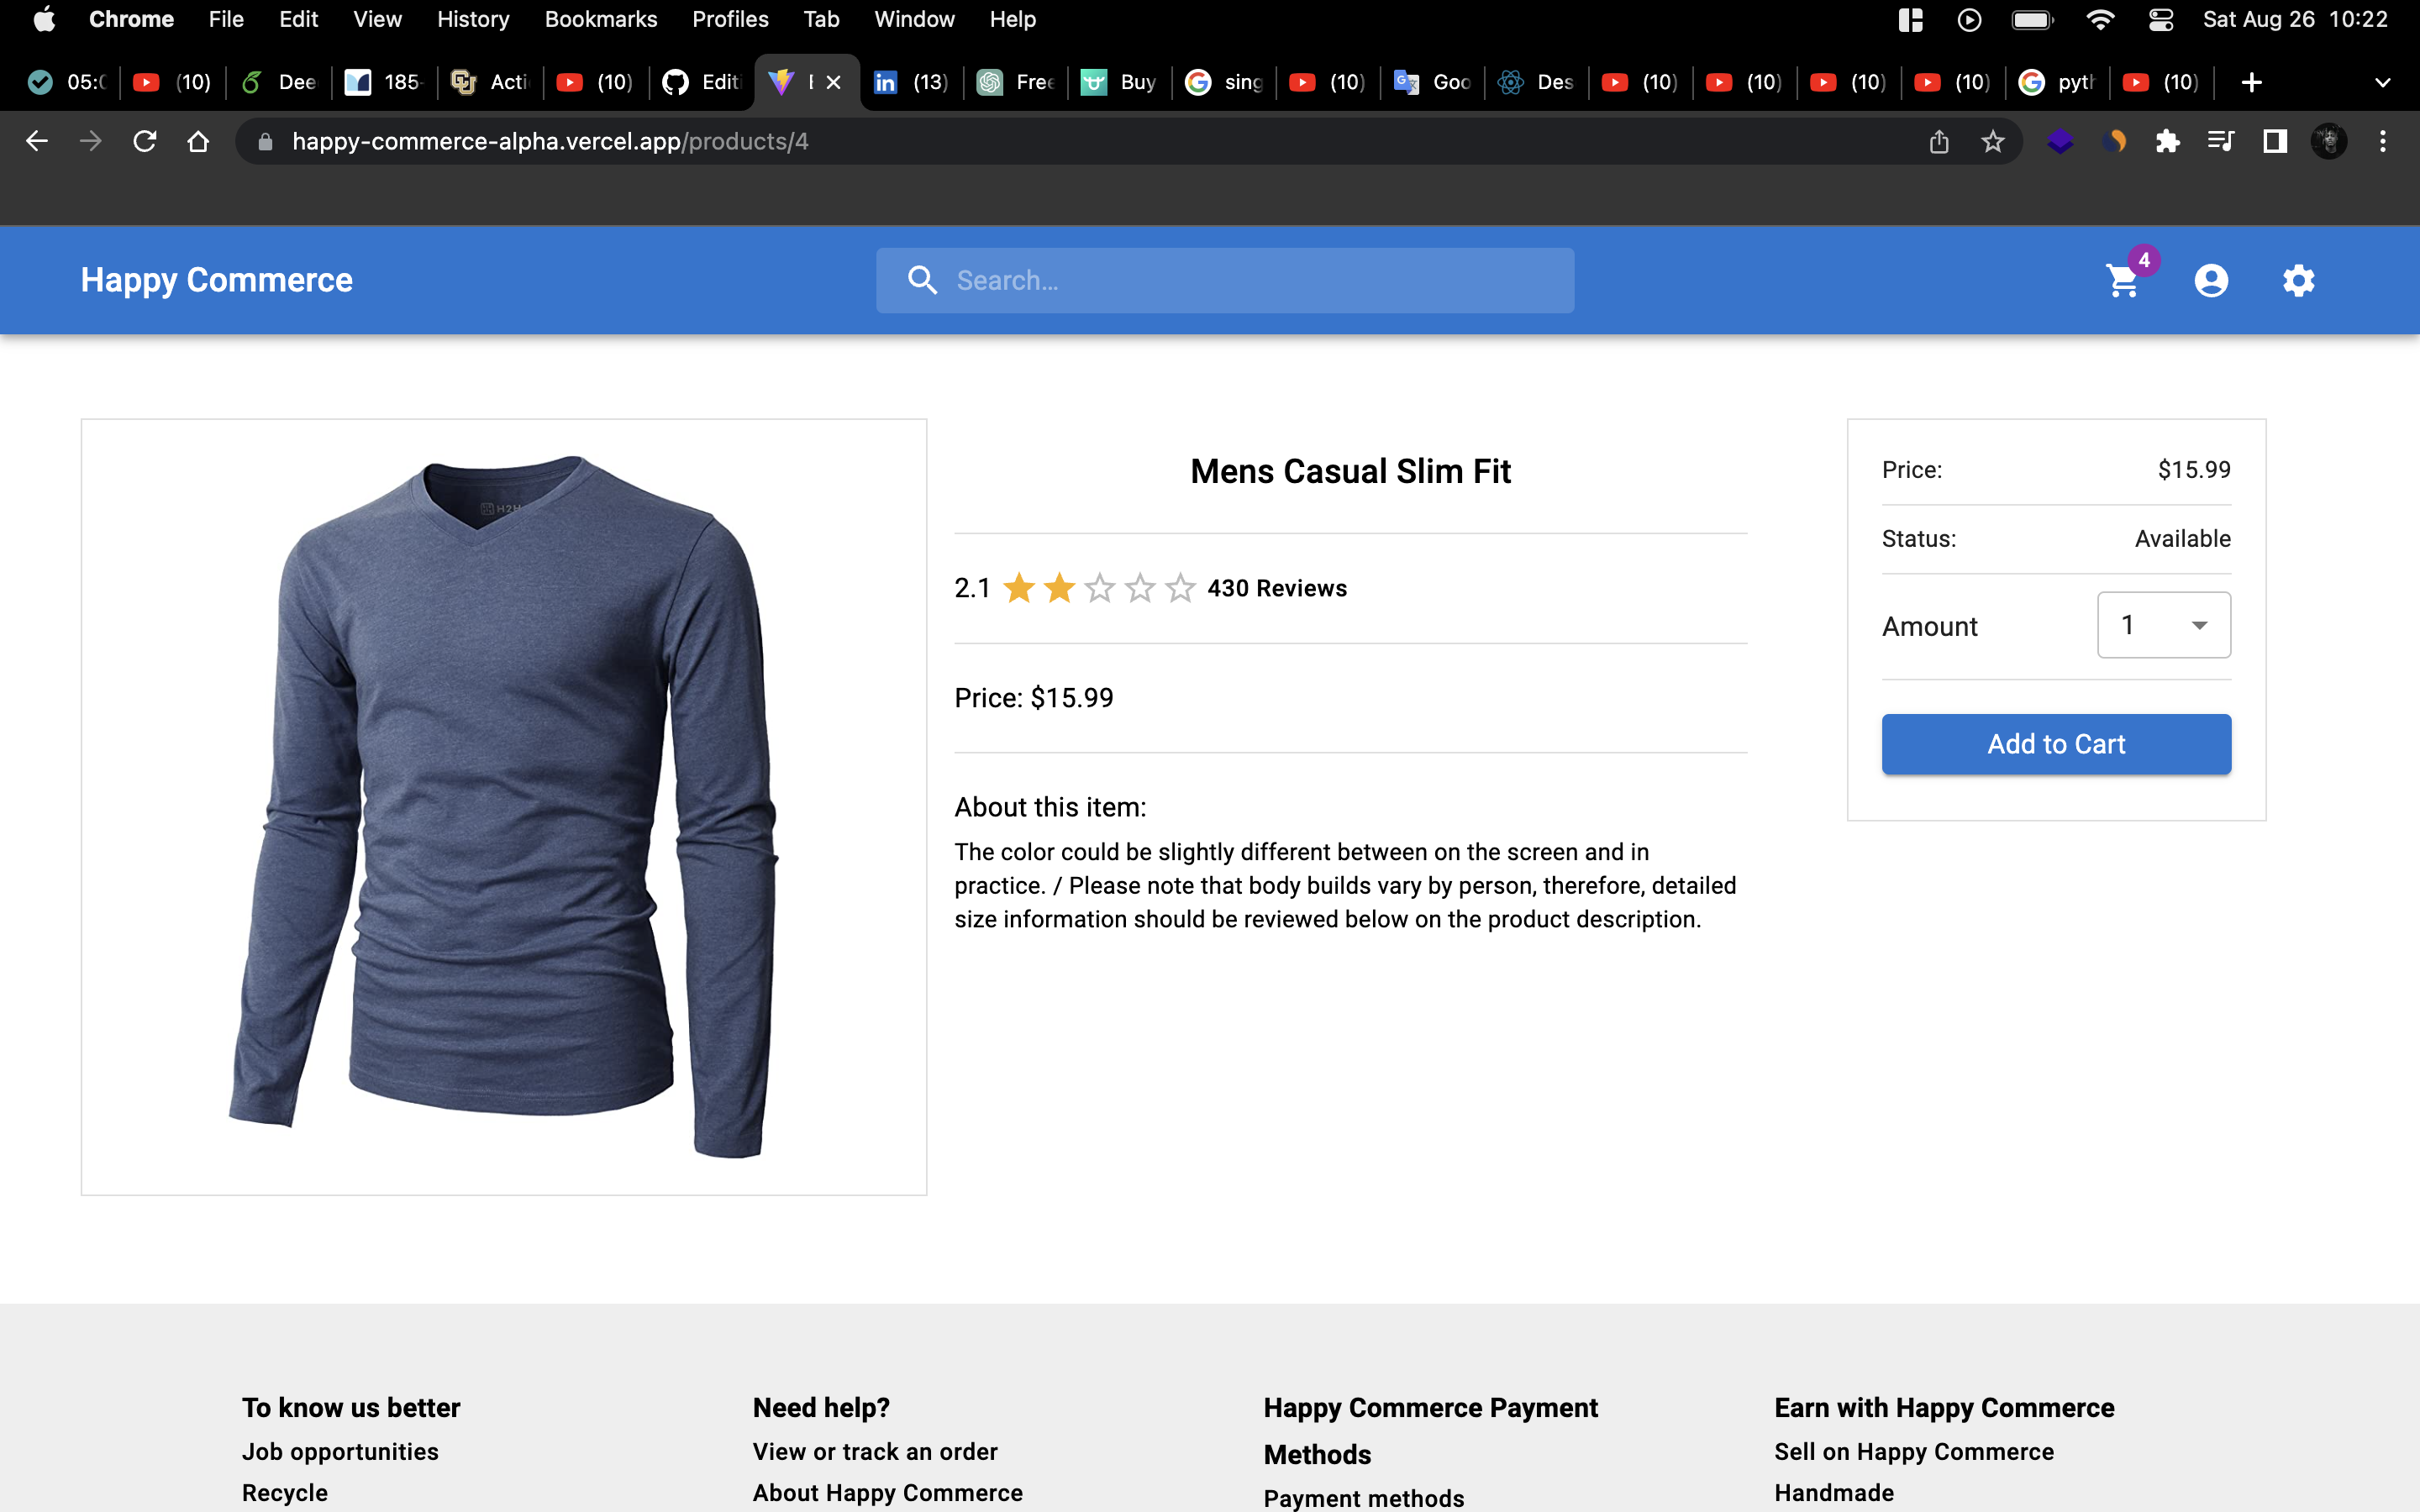 Chrome File Edit View History Bookmarks Profiles Tab Window Help Sat Aug 26 10:22
05:0 (10) Dee 185- Acti (10) Edit (13) Free Buy sing (10) Goo Des (10) (10) (10) (10) pyth (10)
happy-commerce-alpha.vercel.app/products/4
Happy Commerce
Search...
4
Mens Casual Slim Fit
2.1 430 Reviews
Price: $15.99
About this item:
The color could be slightly different between on the screen and in
practice. / Please note that body builds vary by person, therefore, detailed
size information should be reviewed below on the product description.
Price: $15.99
Status: Available
Amount 1
Add to Cart
To know us better
Job opportunities
Recycle
Need help?
View or track an order
About Happy Commerce
Happy Commerce Payment
Methods
Payment methods
Earn with Happy Commerce
Sell on Happy Commerce
Handmade